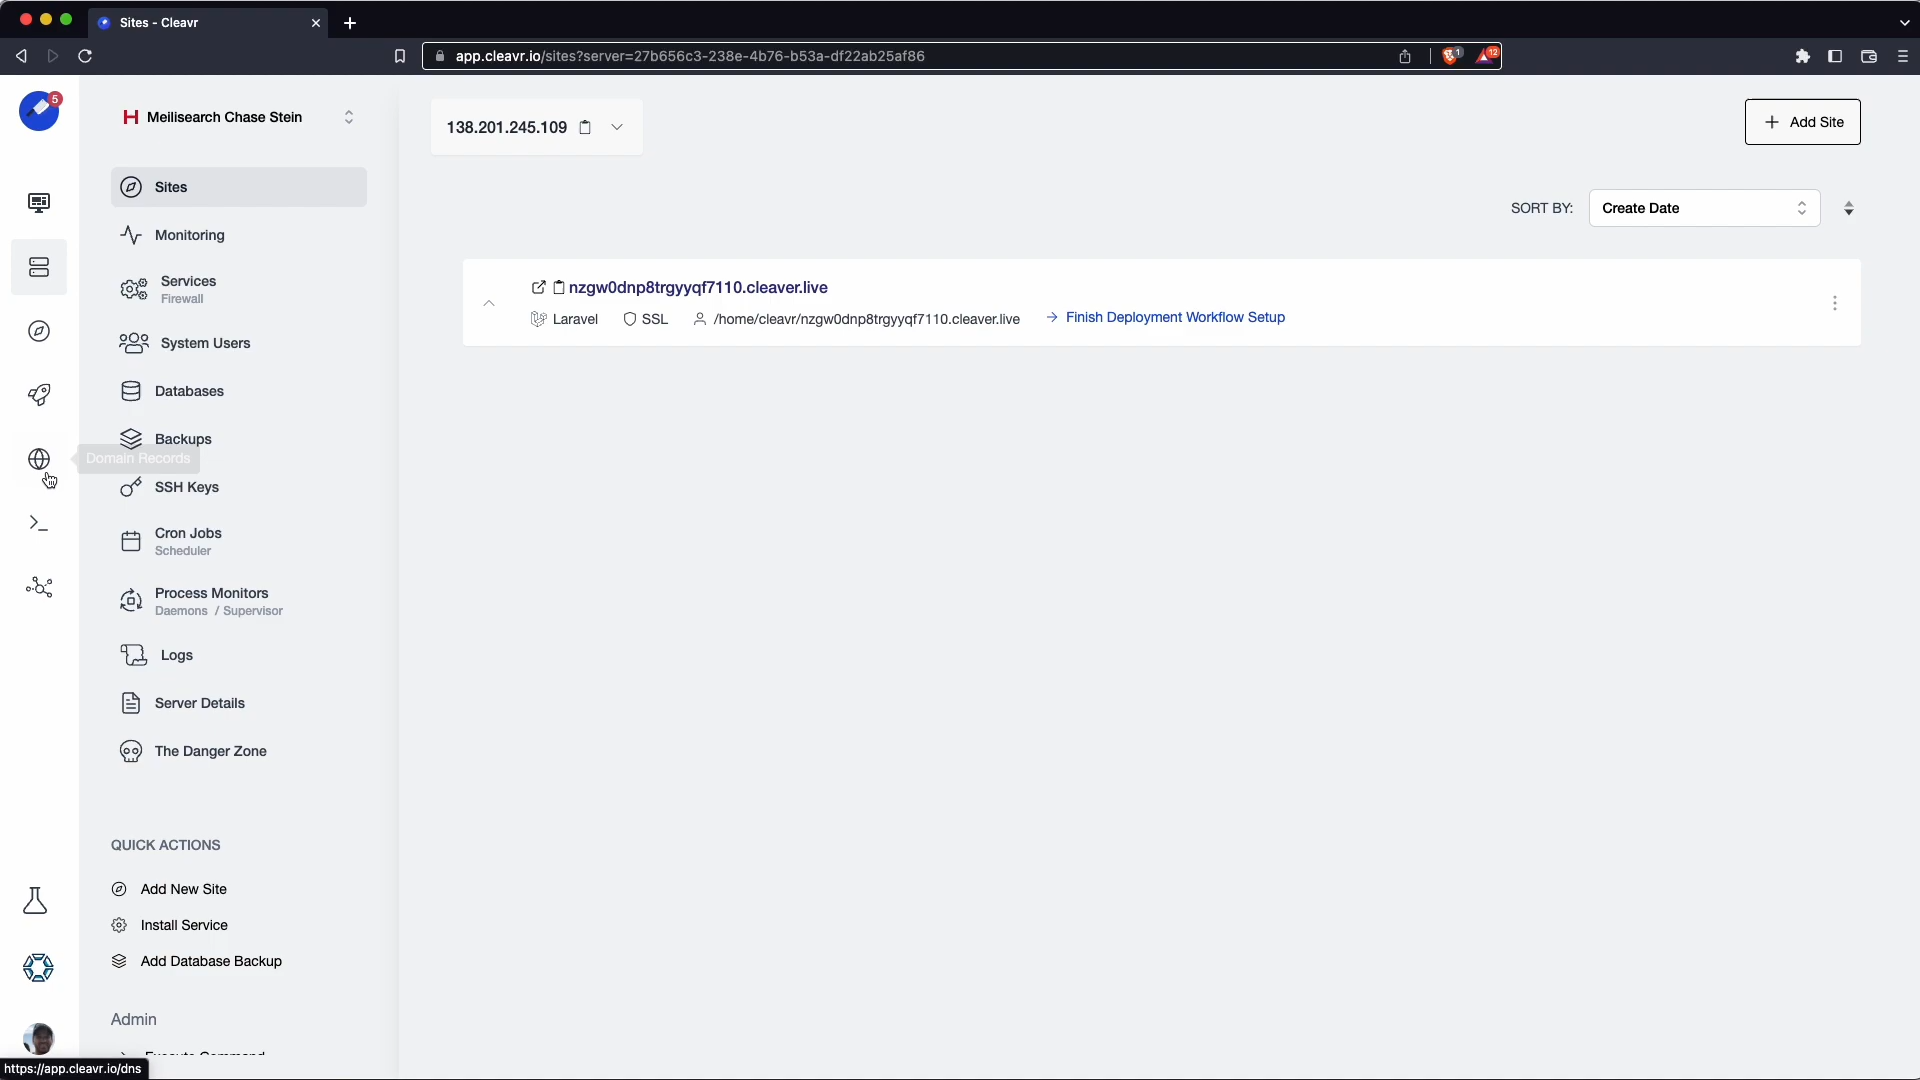 Sites - Cleavr
app.cleavr.io/sites?server=27b656c3-238e-4b76-b53a-df22ab25af86
1
12
5
Meilisearch Chase Stein
138.201.245.109
Add Site
Sites
SORT BY:
Create Date
Monitoring
Services
Firewall
nzgw0dnp8trgyyqf7110.cleaver.live
Laravel
SSL
/home/cleavr/nzgw0dnp8trgyyqf7110.cleaver.live
Finish Deployment Workflow Setup
System Users
Databases
Backups
Domain Records
SSH Keys
Cron Jobs
Scheduler
Process Monitors
Daemons / Supervisor
Logs
Server Details
The Danger Zone
QUICK ACTIONS
Add New Site
Install Service
Add Database Backup
Admin
Execute Command
https://app.cleavr.io/dns